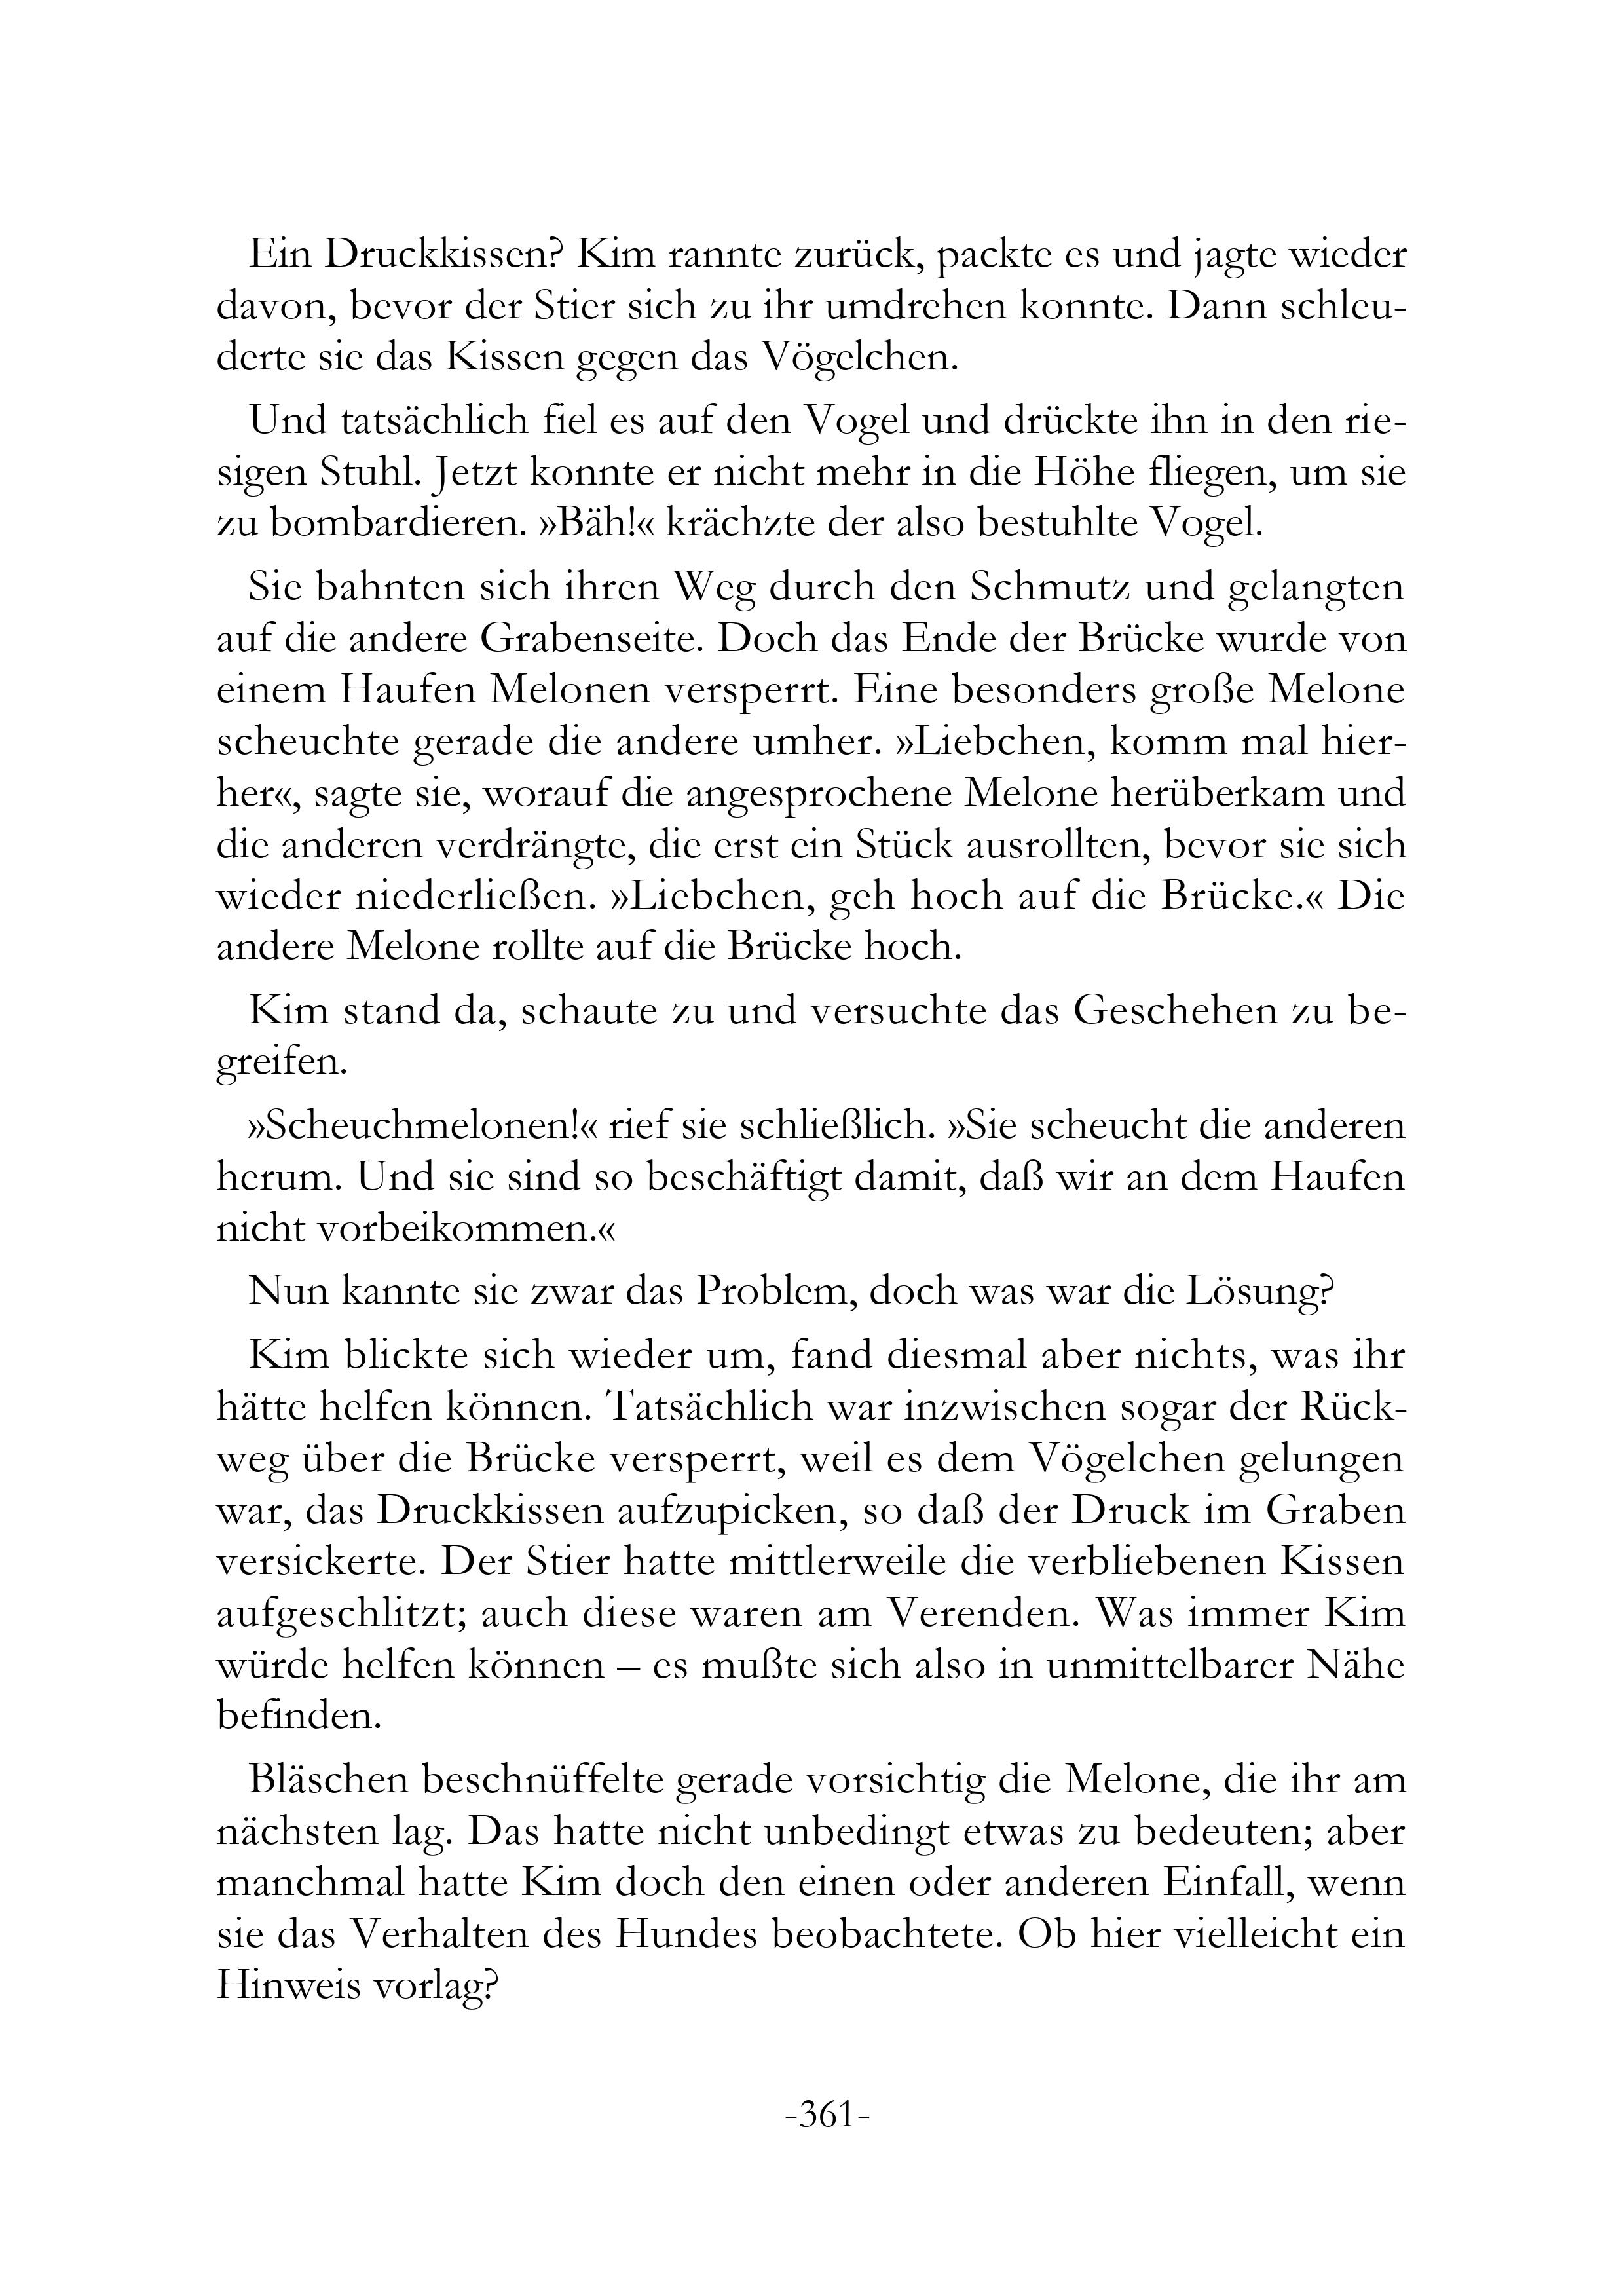 Ein Druckkissen? Kim rannte zurück, packte es und jagte wieder
davon, bevor der Stier sich zu ihr umdrehen konnte. Dann schleu-
derte sie das Kissen gegen das Vögelchen.
Und tatsächlich fiel es auf den Vogel und drückte ihn in den rie-
sigen Stuhl. Jetzt konnte er nicht mehr in die Höhe fliegen, um sie
zu bombardieren. »Bäh!« krächzte der also bestuhlte Vogel.
Sie bahnten sich ihren Weg durch den Schmutz und gelangten
auf die andere Grabenseite. Doch das Ende der Brücke wurde von
einem Haufen Melonen versperrt. Eine besonders große Melone
scheuchte gerade die andere umher. »Liebchen, komm mal hier-
her«, sagte sie, worauf die angesprochene Melone herüberkam und
die anderen verdrängte, die erst ein Stück ausrollten, bevor sie sich
wieder niederließen. »Liebchen, geh hoch auf die Brücke.« Die
andere Melone rollte auf die Brücke hoch.
Kim stand da, schaute zu und versuchte das Geschehen zu be-
greifen.
»Scheuchmelonen!« rief sie schließlich. »Sie scheucht die anderen
herum. Und sie sind so beschäftigt damit, daß wir an dem Haufen
nicht vorbeikommen.«
Nun kannte sie zwar das Problem, doch was war die Lösung?
Kim blickte sich wieder um, fand diesmal aber nichts, was ihr
hätte helfen können. Tatsächlich war inzwischen sogar der Rück-
weg über die Brücke versperrt, weil es dem Vögelchen gelungen
war, das Druckkissen aufzupicken, so daß der Druck im Graben
versickerte. Der Stier hatte mittlerweile die verbliebenen Kissen
aufgeschlitzt; auch diese waren am Verenden. Was immer Kim
würde helfen können – es mußte sich also in unmittelbarer Nähe
befinden.
Bläschen beschnüffelte gerade vorsichtig die Melone, die ihr am
nächsten lag. Das hatte nicht unbedingt etwas zu bedeuten; aber
manchmal hatte Kim doch den einen oder anderen Einfall, wenn
sie das Verhalten des Hundes beobachtete. Ob hier vielleicht ein
Hinweis vorlag?
-361-